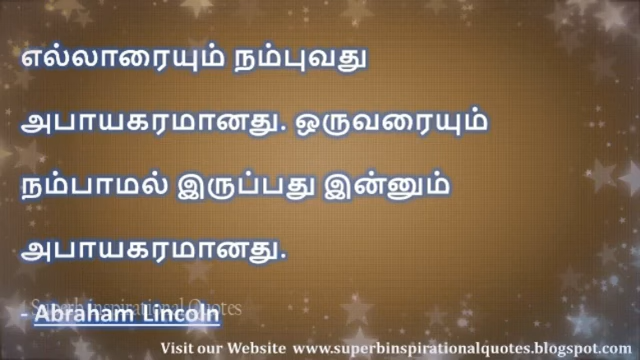 எல்லாரையும் நம்புவது
அபாயகரமானது. ஒருவரையும்
நம்பாமல் இருப்பது இன்னும்
அபாயகரமானது.
Superb Inspirational Quotes
- Abraham Lincoln
Visit our Website www.superbinspirationalquotes.blogspot.com